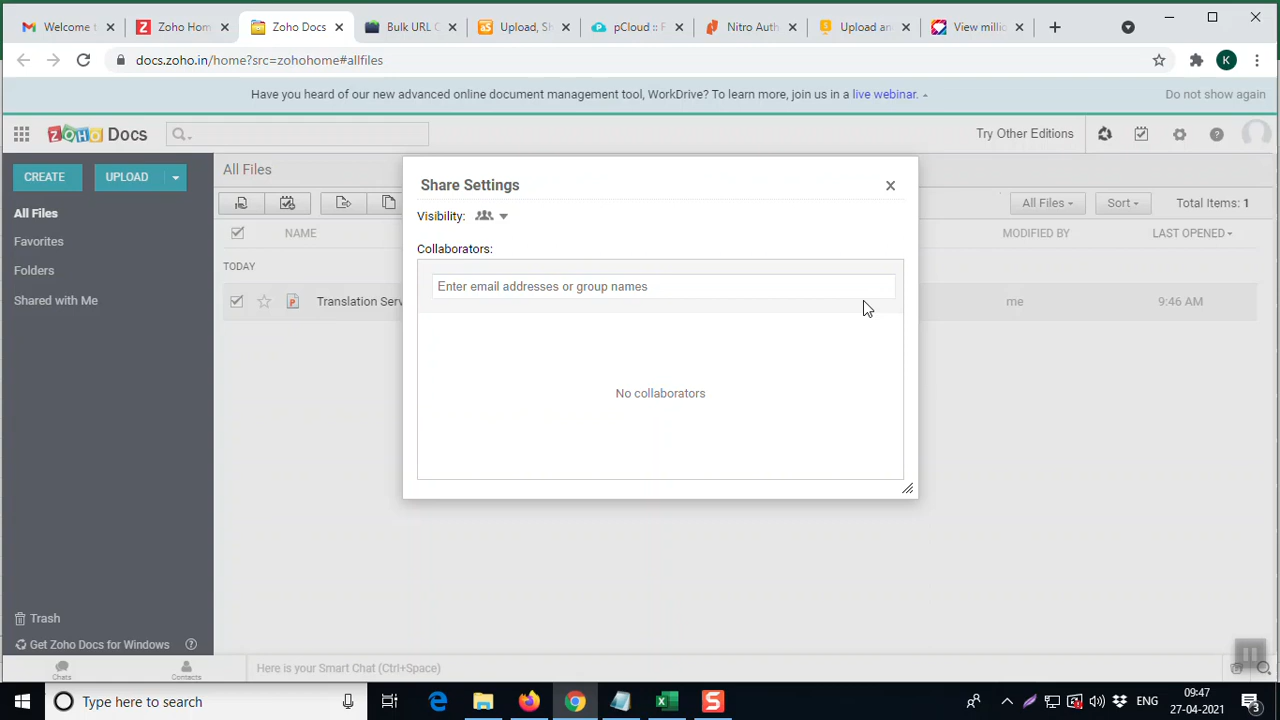 Welcome t
Zoho Hom
Zoho Docs
Bulk URL C
Upload, Sh
pCloud :: F
Nitro Auth
Upload an
View milli
docs.zoho.in/home?src=zohohome#allfiles
K
Have you heard of our new advanced online document management tool, WorkDrive? To learn more, join us in a live webinar.
Do not show again
ZOHO Docs
Try Other Editions
CREATE
UPLOAD
All Files
Favorites
Folders
Shared with Me
Trash
Get Zoho Docs for Windows
All Files
All Files
Sort
Total Items: 1
NAME
MODIFIED BY
LAST OPENED
TODAY
Translation Serv
me
9:46 AM
Share Settings
Visibility:
Collaborators:
Enter email addresses or group names
No collaborators
Chats
Contacts
Here is your Smart Chat (Ctrl+Space)
Type here to search
ENG
09:47
27-04-2021
3